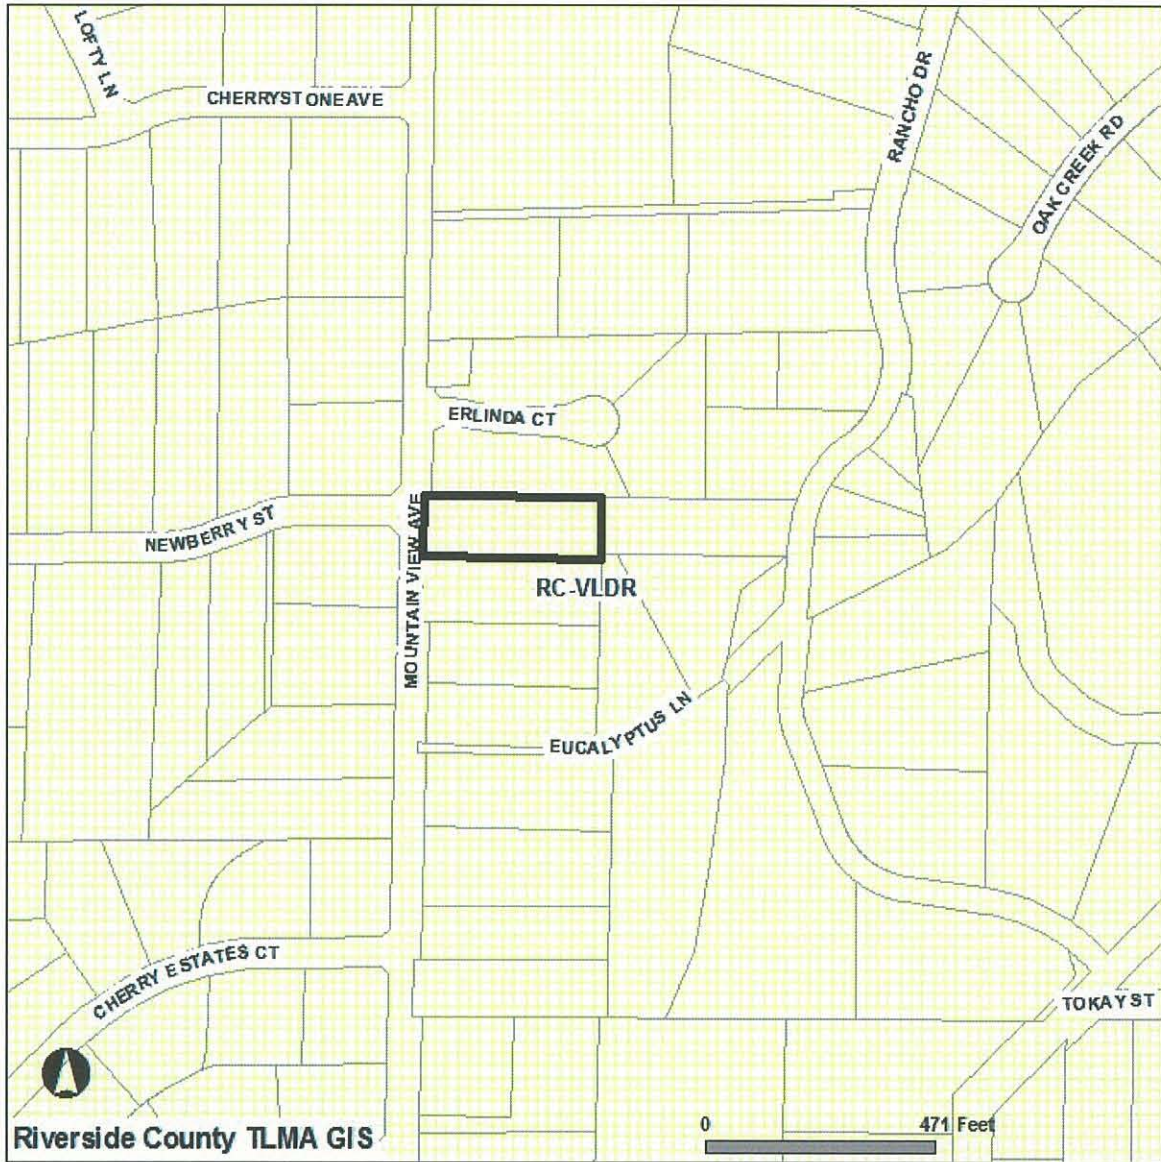 LOFTY LN
CHERRYSTONE AVE
RANCHO DR
OAK CREEK RD
ERLINDA CT
NEWBERRY ST
MOUNTAIN VIEW AVE
RC-VLDR
EUCALYPTUS LN
CHERRY ESTATES CT
TOKAY ST
Riverside County TLMA GIS
0 471 Feet